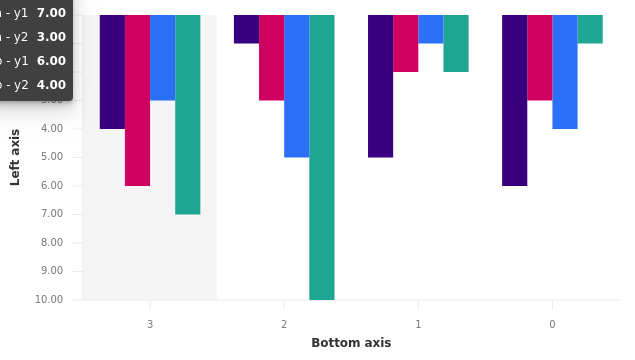 - y1 7.00
- y2 3.00
- y1 6.00
- y2 4.00
4.00
5.00
6.00
7.00
8.00
9.00
10.00
Left axis
3
2
1
0
Bottom axis